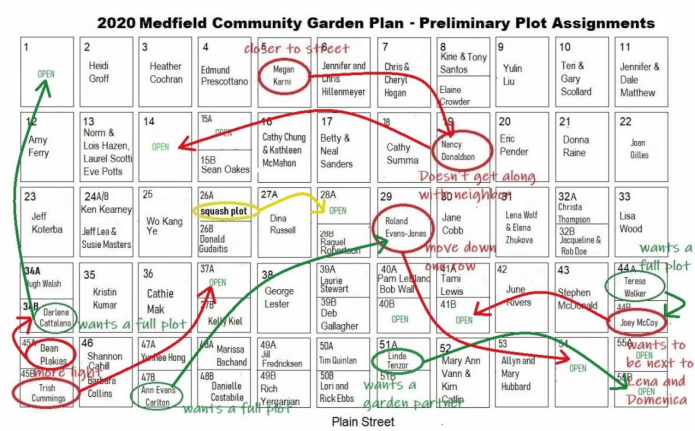 2020 Medfield Community Garden Plan - Preliminary Plot Assignments
closer to street
1
OPEN
2
Heidi
Groff
3
Heather
Cochran
4
Edmund
Prescottano
5
Megan
Karni
6
Jennifer and
Chris
Hillenmeyer
7
Chris &
Cheryl
Hogan
8
Kirie & Tony
Santos
Elaine
Crowder
9
Yulin
Liu
10
Teri &
Gary
Scollard
11
Jennifer &
Dale
Matthew
12
Amy
Ferry
13
Norm &
Lois Hazen,
Laurel Scotti
Eve Potts
14
OPEN
15A
OPEN
15B
Sean Oakes
16
Cathy Chung
& Kathleen
McMahon
17
Betty &
Neal
Sanders
18
Cathy
Summa
19
Nancy
Donaldson
20
Eric
Pender
21
Donna
Raine
22
Joan
Gilles
Doesn't get along
with neighbor
23
Jeff
Koterba
24A/B
Ken Kearney
Jeff Lea &
Susie Masters
25
Wo Kang
Ye
26A
squash plot
26B
Donald
Gudaitis
27A
Dina
Russell
28A
OPEN
28B
Raquel
Robertson
29
Roland
Evans-Jones
30
Jane
Cobb
31
Lena Wolf
& Elena
Zhukova
32A
Christa
Thompson
32B
Jacqueline &
Rob Doe
33
Lisa
Wood
move down
one row
wants a
full plot
34A
Hugh Walsh
34B
Darlene
Cattalano
wants a full plot
35
Kristin
Kumar
36
Cathie
Mak
37A
OPEN
37B
Kelly Kiel
38
George
Lester
39A
Laurie
Stewart
39B
Deb
Gallagher
40A
Pam LeBlanc
Bob Wall
40B
OPEN
41A
Tami
Lewis
41B
OPEN
42
June
Rivers
43
Stephen
McDonald
44A
Teresa
Walker
44B
Joey McCoy
45A
Dean
Plakias
more light
45B
Trish
Cummings
46
Shannon
Cahill
Barbara
Collins
47A
Yunhee Hong
47B
Ann Evans
Carlton
wants a full plot
48A
Marissa
Bachand
48B
Danielle
Costabile
49A
Jill
Fredricksen
49B
Rich
Yerganian
50A
Tim Quinlan
50B
Lori and
Rick Ebbs
51A
Linda
Tenzor
51B
wants a
garden partner
52
Mary Ann
Vann &
Kim
Catlin
53
Allyn and
Mary
Hubbard
54
OPEN
55A
OPEN
55B
OPEN
wants to
be next to
Lena and
Domenica
Plain Street